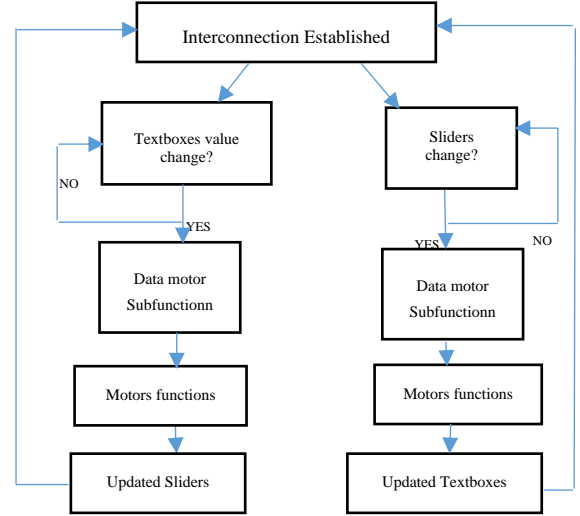 Interconnection Established
Textboxes value
change?
NO
YES
Data motor
Subfunctionn
Motors functions
Updated Sliders
Sliders
change?
YES
NO
Data motor
Subfunctionn
Motors functions
Updated Textboxes